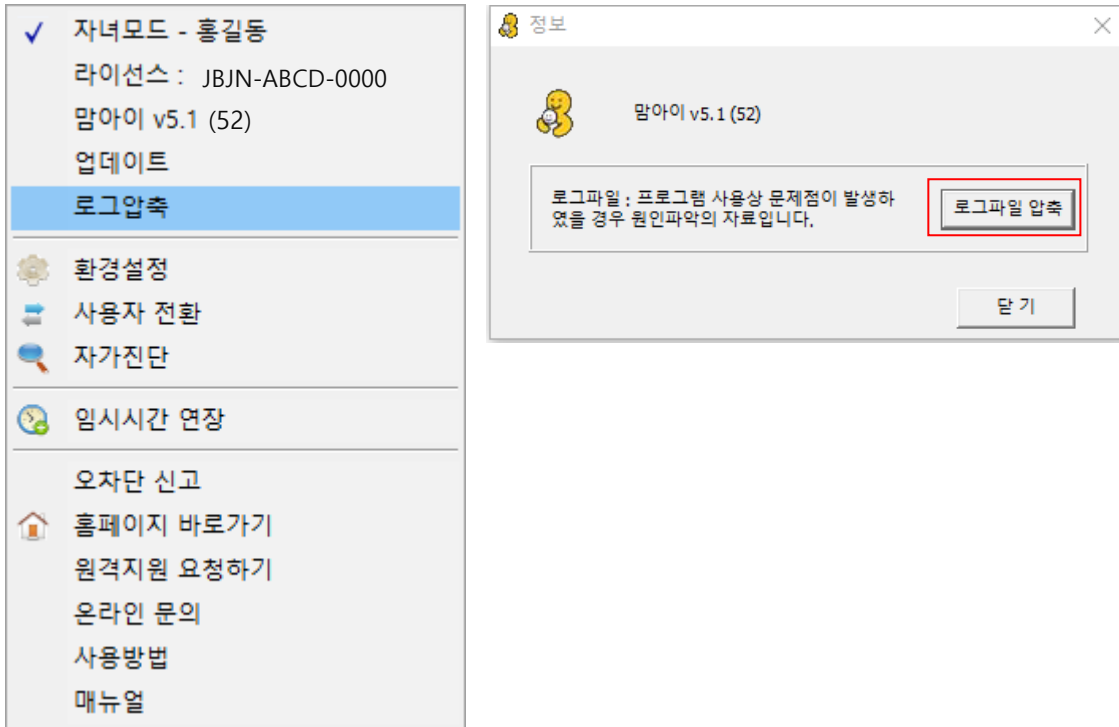 자녀모드 - 홍길동
라이선스 : JBJN-ABCD-0000
맘아이 v5.1 (52)
업데이트
로그압축
환경설정
사용자 전환
자가진단
임시시간 연장
오차단 신고
홈페이지 바로가기
원격지원 요청하기
온라인 문의
사용방법
매뉴얼
정보
맘아이 v5.1 (52)
로그파일 : 프로그램 사용상 문제점이 발생하
였을 경우 원인파악의 자료입니다.
로그파일 압축
닫 기